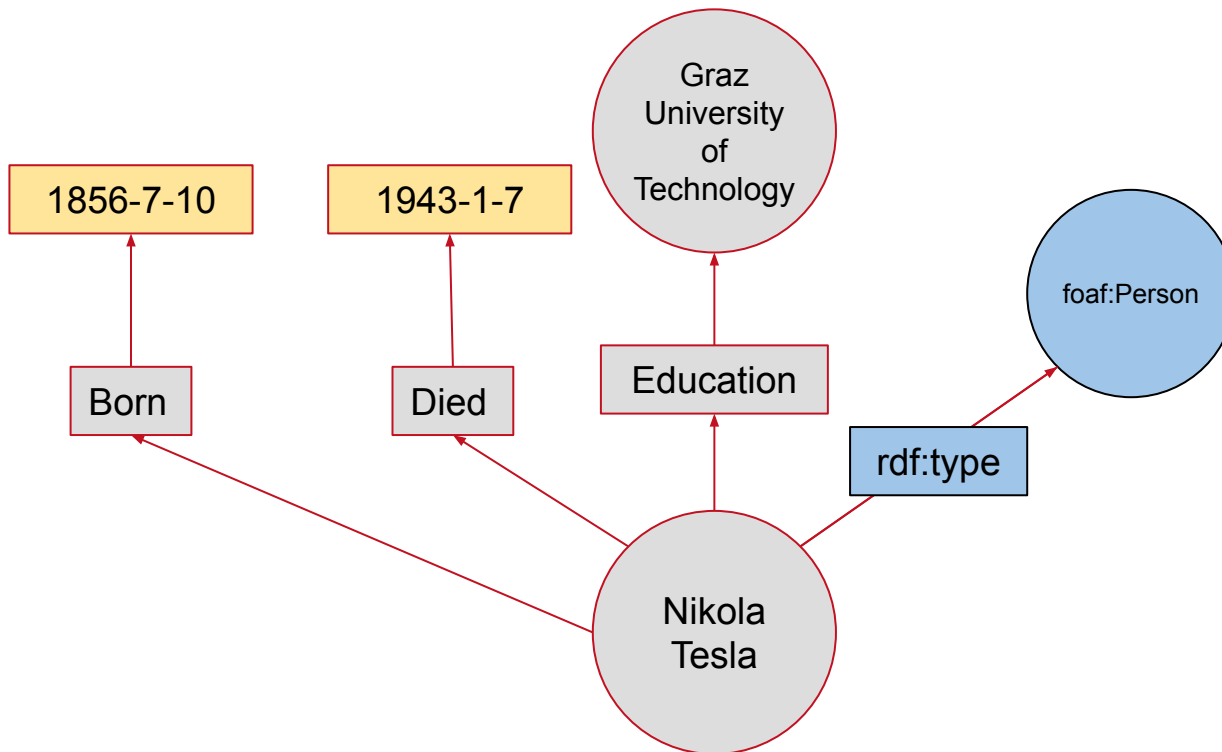 Graz
University
of
Technology
1856-7-10
1943-1-7
foaf:Person
Born
Died
Education
rdf:type
Nikola
Tesla